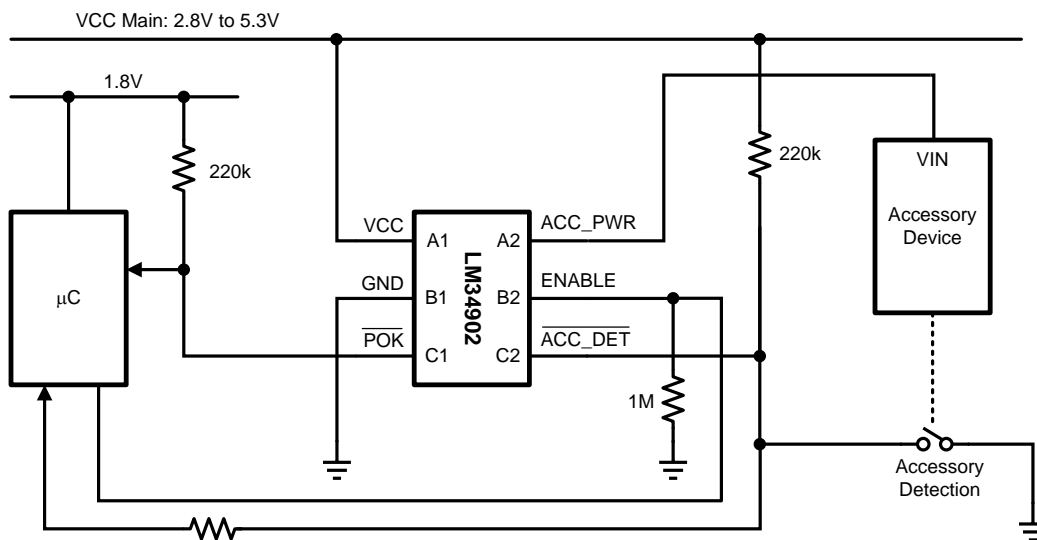 VCC Main: 2.8V to 5.3V
1.8V
220k
220k
VIN
Accessory
Device
μC
VCC
A1
A2
ACC_PWR
GND
B1
B2
ENABLE
POK
C1
C2
ACC_DET
LM34902
1M
Accessory
Detection